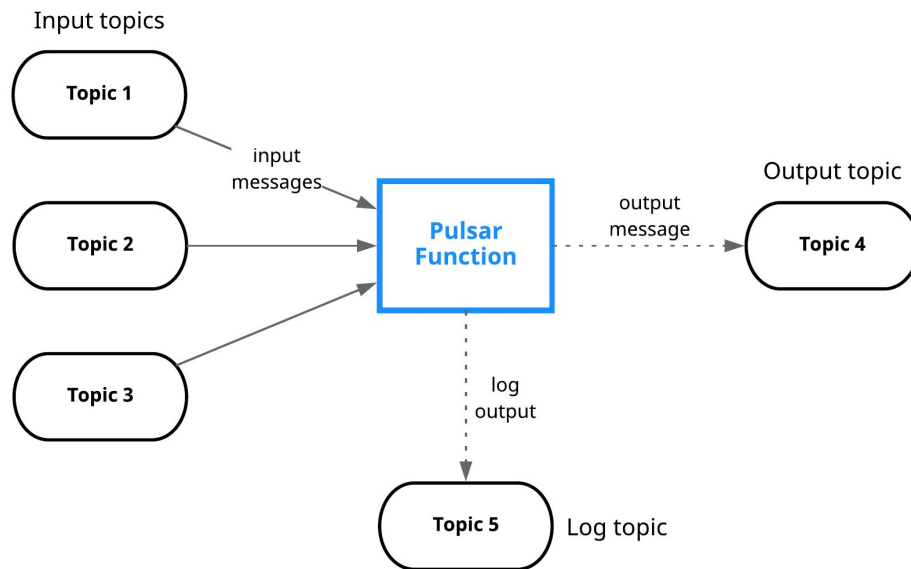 Input topics
Topic 1
input
messages
Topic 2
Topic 3
Pulsar
Function
output
message
Output topic
Topic 4
log
output
Topic 5
Log topic